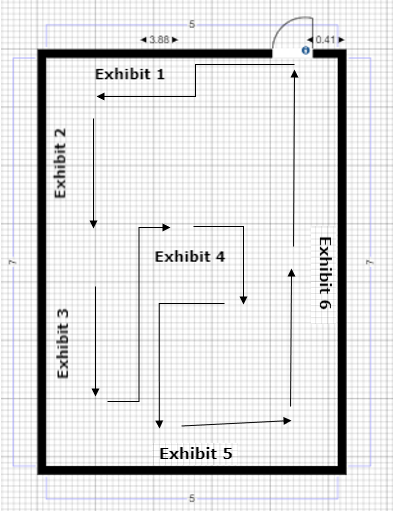 5
3.88
0.41
Exhibit 1
Exhibit 2
7
7
Exhibit 4
Exhibit 6
Exhibit 3
Exhibit 5
5